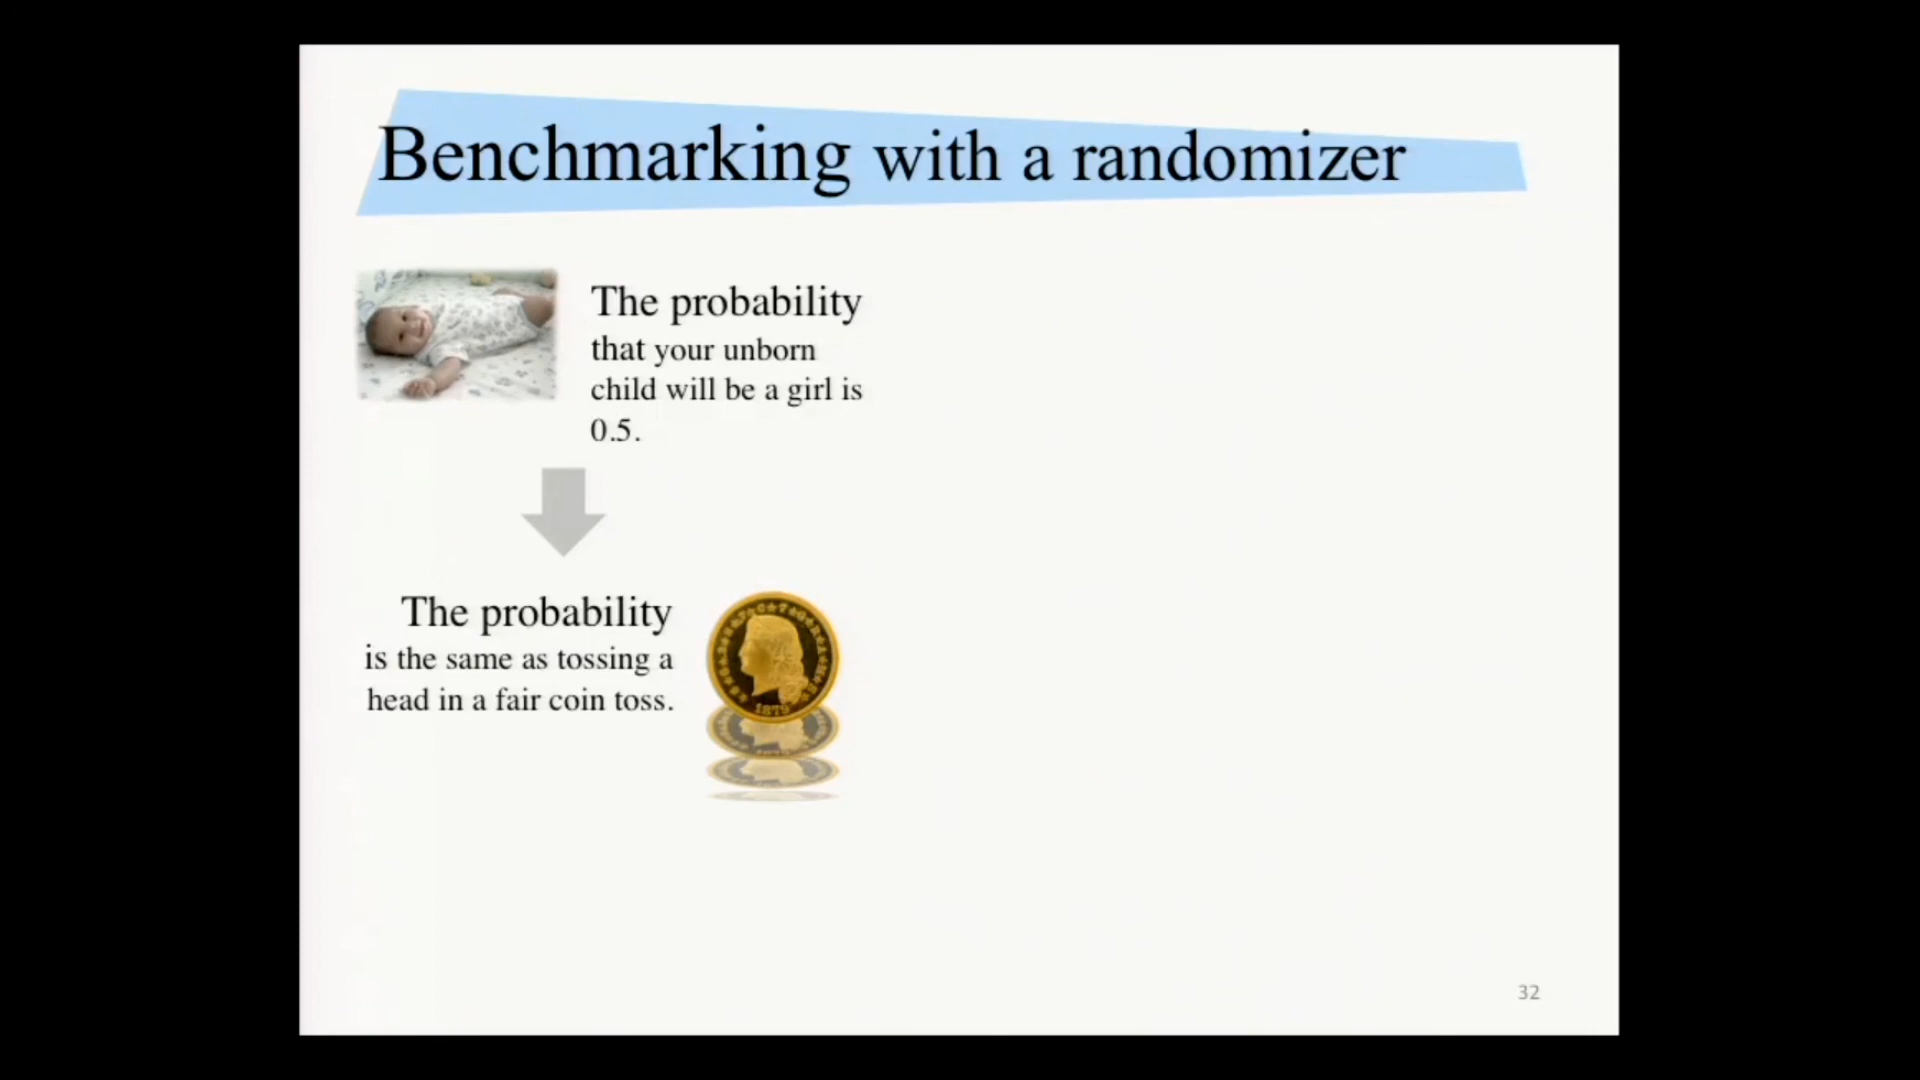 Benchmarking with a randomizer
The probability
that your unborn
child will be a girl is
0.5.
The probability
is the same as tossing a
head in a fair coin toss.
1879
32